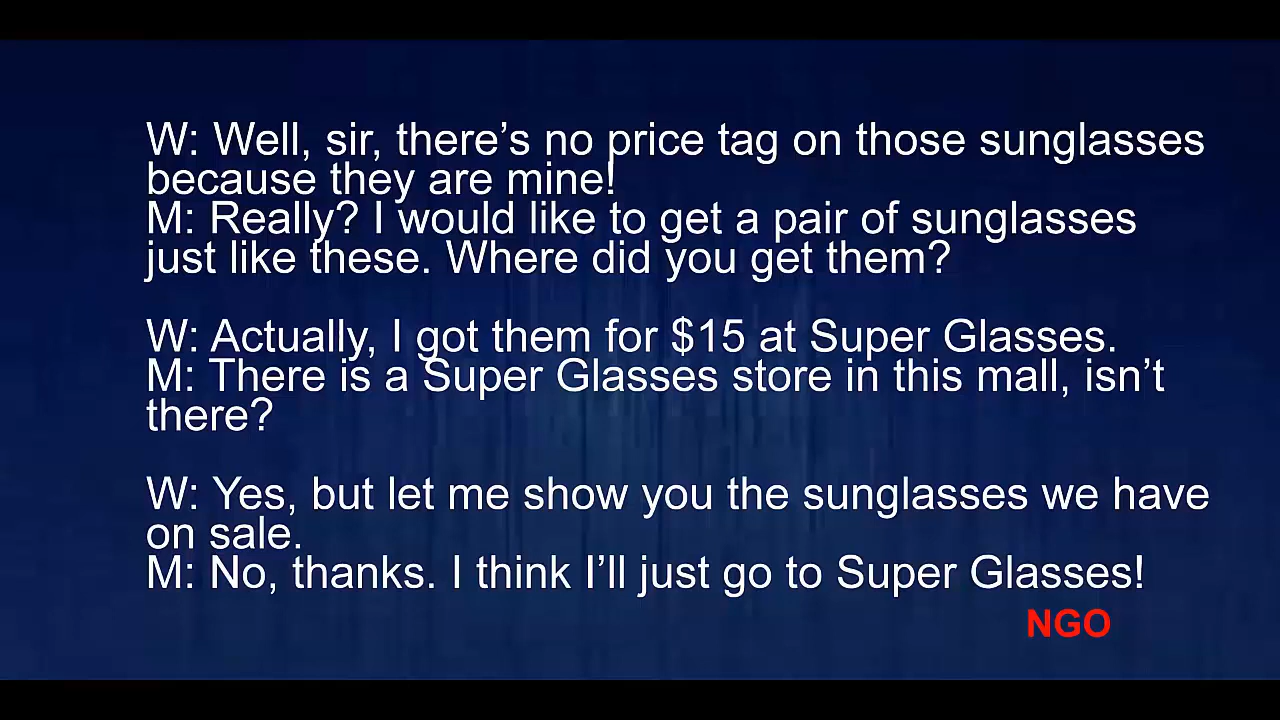 W: Well, sir, there’s no price tag on those sunglasses
because they are mine!
M: Really? I would like to get a pair of sunglasses
just like these. Where did you get them?
W: Actually, I got them for $15 at Super Glasses.
M: There is a Super Glasses store in this mall, isn’t
there?
W: Yes, but let me show you the sunglasses we have
on sale.
M: No, thanks. I think I’ll just go to Super Glasses!
NGO